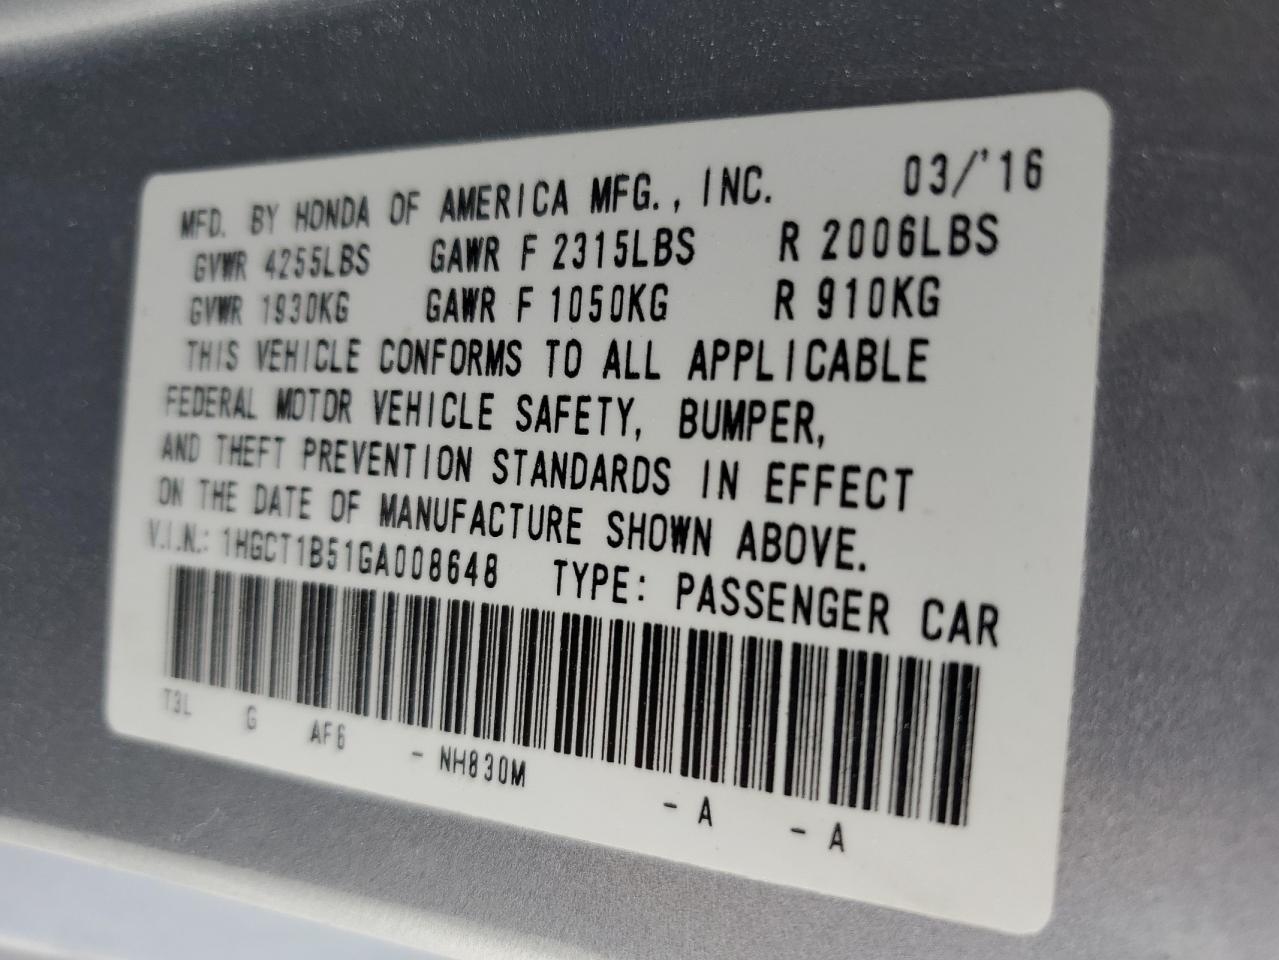 MFD. BY HONDA OF AMERICA MFG., INC. 03/'16
GVWR 4255LBS GAWR F 2315LBS R 2006LBS
GVWR 1930KG GAWR F 1050KG R 910KG
THIS VEHICLE CONFORMS TO ALL APPLICABLE
FEDERAL MOTOR VEHICLE SAFETY, BUMPER,
AND THEFT PREVENTION STANDARDS IN EFFECT
ON THE DATE OF MANUFACTURE SHOWN ABOVE.
V.I.N.: 1HGCT1B51GA008648 TYPE: PASSENGER CAR
T3L G AF6 - NH830M - A - A